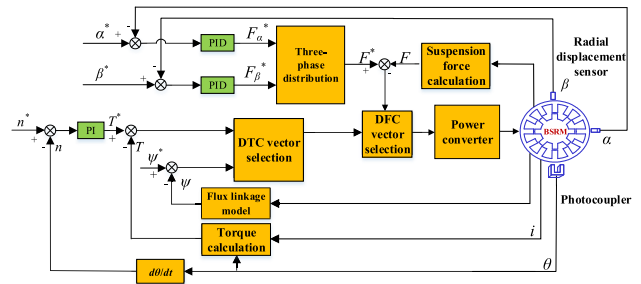 α*
+
-
PID
Fα*
β*
+
-
PID
Fβ*
Three-
phase
distribution
F*
+
-
F
Suspension
force
calculation
Radial
displacement
sensor
β
n*
+
-
n
PI
T*
+
-
T
DTC vector
selection
ψ*
+
-
ψ
DFC
vector
selection
Power
converter
BSRM
α
Flux linkage
model
Photocoupler
Torque
calculation
i
dθ/dt
θ